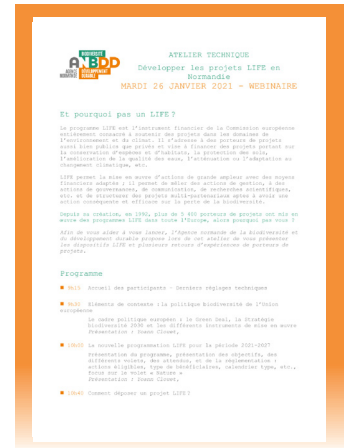 BIODIVERSITÉ
ANBDD
AGENCE NORMANDE
DÉVELOPPEMENT DURABLE
ATELIER TECHNIQUE
Développer les projets LIFE en
Normandie
MARDI 26 JANVIER 2021 – WEBINAIRE
Et pourquoi pas un LIFE ?
Le programme LIFE est l'instrument financier de la Commission européenne
entièrement consacré à soutenir des projets dans les domaines de
l'environnement et du climat. Il s'adresse à des porteurs de projets
aussi bien publics que privés et vise à financer des projets portant sur
la conservation d'espèces et d'habitats, la protection des sols,
l'amélioration de la qualité des eaux, l'atténuation ou l'adaptation au
changement climatique, etc.
LIFE permet la mise en œuvre d'actions de grande ampleur avec des moyens
financiers adaptés ; il permet de mêler des actions de gestion, à des
actions de gouvernance, de communication, de recherches scientifiques,
etc. et de structurer des projets multi-partenariaux aptes à avoir une
action conséquente et efficace sur la perte de la biodiversité.
Depuis sa création, en 1992, plus de 5 400 porteurs de projets ont mis en
œuvre des programmes LIFE dans toute l'Europe, alors pourquoi pas vous ?
Afin de vous aider à vous lancer, l'Agence normande de la biodiversité et
du développement durable propose lors de cet atelier de vous présenter
les dispositifs LIFE et plusieurs retours d'expériences de porteurs de
projets.
Programme
9h15 Accueil des participants – Derniers réglages techniques
9h30 Eléments de contexte : la politique biodiversité de l'Union
européenne
Le cadre politique européen : le Green Deal, la Stratégie
biodiversité 2030 et les différents instruments de mise en œuvre
Présentation :
10h00 La nouvelle programmation LIFE pour la période 2021-2027
Présentation du programme, présentation des objectifs, des
différents volets, des attendus, et de la réglementation :
actions éligibles, type de bénéficiaires, calendrier type, etc.,
focus sur le volet « Nature »
Présentation :
10h45 Comment déposer un projet LIFE ?